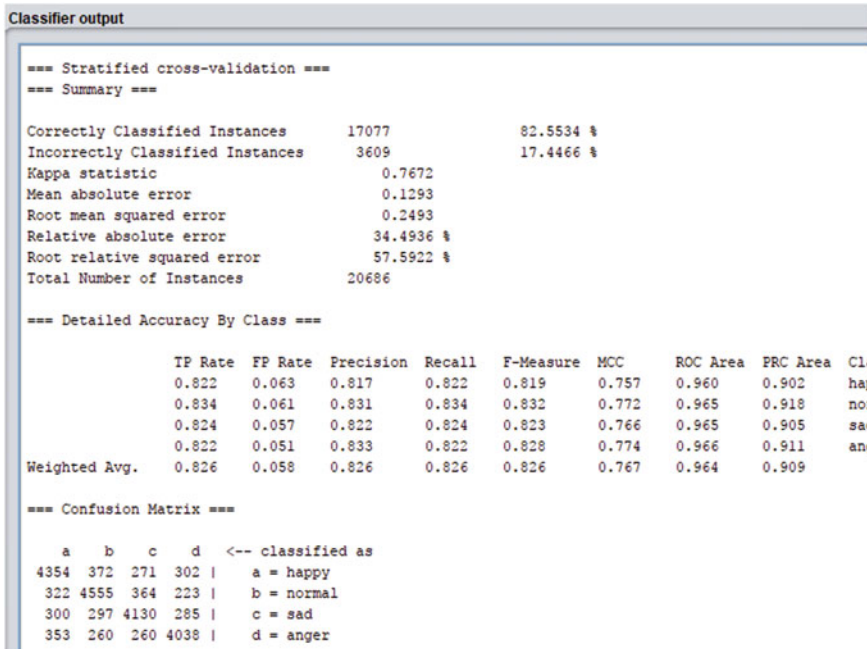 Classifier output
=== Stratified cross-validation ===
=== Summary ===
Correctly Classified Instances 17077 82.5534 %
Incorrectly Classified Instances 3609 17.4466 %
Kappa statistic 0.7672
Mean absolute error 0.1293
Root mean squared error 0.2493
Relative absolute error 34.4936 %
Root relative squared error 57.5922 %
Total Number of Instances 20686
=== Detailed Accuracy By Class ===
TP Rate FP Rate Precision Recall F-Measure MCC ROC Area PRC Area Cl
0.822 0.063 0.817 0.822 0.819 0.757 0.960 0.902 ha
0.834 0.061 0.831 0.834 0.832 0.772 0.965 0.918 no
0.824 0.057 0.822 0.824 0.823 0.766 0.965 0.905 sa
0.822 0.051 0.833 0.822 0.828 0.774 0.966 0.911 an
Weighted Avg. 0.826 0.058 0.826 0.826 0.826 0.767 0.964 0.909
=== Confusion Matrix ===
a b c d <-- classified as
4354 372 271 302 | a = happy
322 4555 364 223 | b = normal
300 297 4130 285 | c = sad
353 260 260 4038 | d = anger